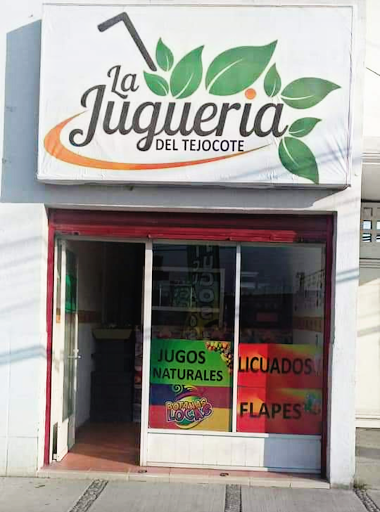 La
Jugueria
DEL TEJOCOTE
JUGOS
NATURALES
LICUADOS
FLAPES
LOCAS